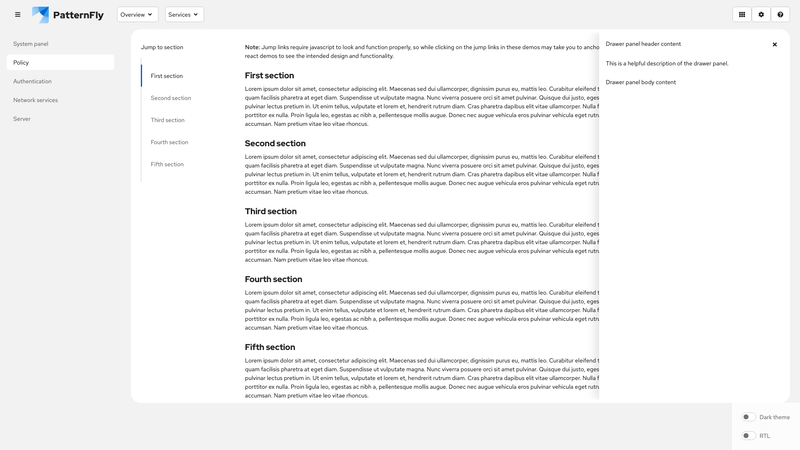 PatternFly
Overview
Services
System panel
Policy
Authentication
Network services
Server
Jump to section
First section
Second section
Third section
Fourth section
Fifth section
Note: Jump links require javascript to look and function properly, so while clicking on the jump links in these demos may take you to ancho
react demos to see the intended design and functionality.
First section
Lorem ipsum dolor sit amet, consectetur adipiscing elit. Maecenas sed dui ullamcorper, dignissim purus eu, mattis leo. Curabitur eleifend t
quam facilisis pharetra at eget diam. Suspendisse ut vulputate magna. Nunc viverra posuere orci sit amet pulvinar. Quisque dui justo, eges
pulvinar lectus pretium in. Ut enim tellus, vulputate et lorem et, hendrerit rutrum diam. Cras pharetra dapibus elit vitae ullamcorper. Nulla f
porttitor ex nulla. Proin ligula leo, egestas ac nibh a, pellentesque mollis augue. Donec nec augue vehicula eros pulvinar vehicula eget rutru
accumsan. Nam pretium vitae leo vitae rhoncus.
Second section
Lorem ipsum dolor sit amet, consectetur adipiscing elit. Maecenas sed dui ullamcorper, dignissim purus eu, mattis leo. Curabitur eleifend t
quam facilisis pharetra at eget diam. Suspendisse ut vulputate magna. Nunc viverra posuere orci sit amet pulvinar. Quisque dui justo, eges
pulvinar lectus pretium in. Ut enim tellus, vulputate et lorem et, hendrerit rutrum diam. Cras pharetra dapibus elit vitae ullamcorper. Nulla f
porttitor ex nulla. Proin ligula leo, egestas ac nibh a, pellentesque mollis augue. Donec nec augue vehicula eros pulvinar vehicula eget rutru
accumsan. Nam pretium vitae leo vitae rhoncus.
Third section
Lorem ipsum dolor sit amet, consectetur adipiscing elit. Maecenas sed dui ullamcorper, dignissim purus eu, mattis leo. Curabitur eleifend t
quam facilisis pharetra at eget diam. Suspendisse ut vulputate magna. Nunc viverra posuere orci sit amet pulvinar. Quisque dui justo, eges
pulvinar lectus pretium in. Ut enim tellus, vulputate et lorem et, hendrerit rutrum diam. Cras pharetra dapibus elit vitae ullamcorper. Nulla f
porttitor ex nulla. Proin ligula leo, egestas ac nibh a, pellentesque mollis augue. Donec nec augue vehicula eros pulvinar vehicula eget rutru
accumsan. Nam pretium vitae leo vitae rhoncus.
Fourth section
Lorem ipsum dolor sit amet, consectetur adipiscing elit. Maecenas sed dui ullamcorper, dignissim purus eu, mattis leo. Curabitur eleifend t
quam facilisis pharetra at eget diam. Suspendisse ut vulputate magna. Nunc viverra posuere orci sit amet pulvinar. Quisque dui justo, eges
pulvinar lectus pretium in. Ut enim tellus, vulputate et lorem et, hendrerit rutrum diam. Cras pharetra dapibus elit vitae ullamcorper. Nulla f
porttitor ex nulla. Proin ligula leo, egestas ac nibh a, pellentesque mollis augue. Donec nec augue vehicula eros pulvinar vehicula eget rutru
accumsan. Nam pretium vitae leo vitae rhoncus.
Fifth section
Lorem ipsum dolor sit amet, consectetur adipiscing elit. Maecenas sed dui ullamcorper, dignissim purus eu, mattis leo. Curabitur eleifend t
quam facilisis pharetra at eget diam. Suspendisse ut vulputate magna. Nunc viverra posuere orci sit amet pulvinar. Quisque dui justo, eges
pulvinar lectus pretium in. Ut enim tellus, vulputate et lorem et, hendrerit rutrum diam. Cras pharetra dapibus elit vitae ullamcorper. Nulla f
porttitor ex nulla. Proin ligula leo, egestas ac nibh a, pellentesque mollis augue. Donec nec augue vehicula eros pulvinar vehicula eget rutru
accumsan. Nam pretium vitae leo vitae rhoncus.
Drawer panel header content
This is a helpful description of the drawer panel.
Drawer panel body content
Dark theme
RTL